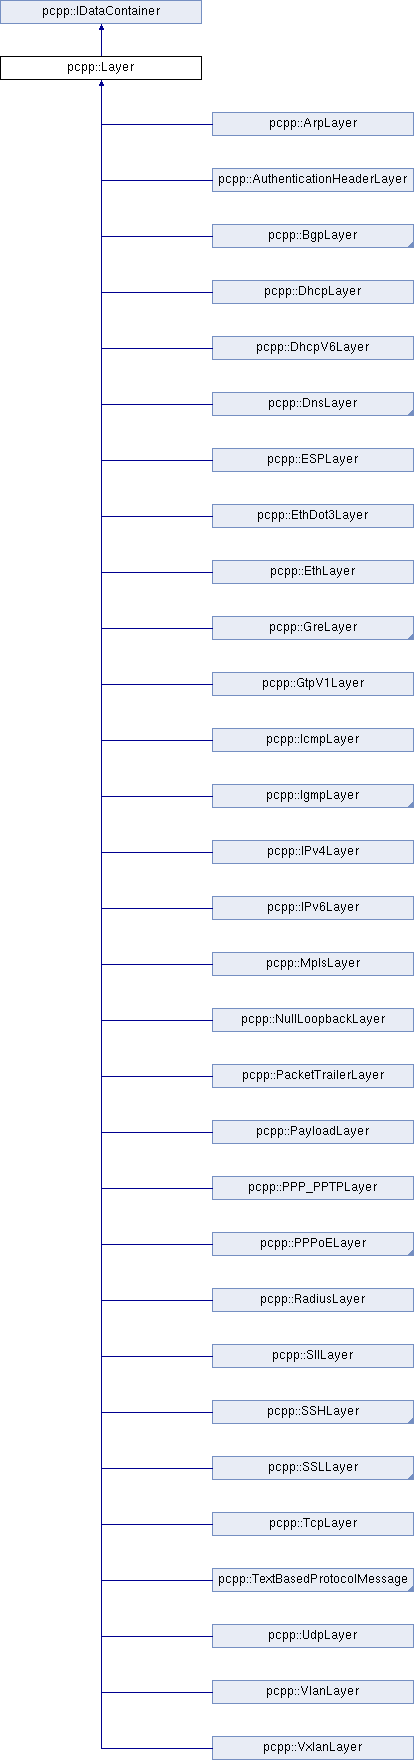 pcpp::IDataContainer
pcpp::Layer
pcpp::ArpLayer
pcpp::AuthenticationHeaderLayer
pcpp::BgpLayer
pcpp::DhcpLayer
pcpp::DhcpV6Layer
pcpp::DnsLayer
pcpp::ESPLayer
pcpp::EthDot3Layer
pcpp::EthLayer
pcpp::GreLayer
pcpp::GtpV1Layer
pcpp::IcmpLayer
pcpp::IgmpLayer
pcpp::IPv4Layer
pcpp::IPv6Layer
pcpp::MplsLayer
pcpp::NullLoopbackLayer
pcpp::PacketTrailerLayer
pcpp::PayloadLayer
pcpp::PPP_PPTPLayer
pcpp::PPPoELayer
pcpp::RadiusLayer
pcpp::SllLayer
pcpp::SSHLayer
pcpp::SSLLayer
pcpp::TcpLayer
pcpp::TextBasedProtocolMessage
pcpp::UdpLayer
pcpp::VlanLayer
pcpp::VxlanLayer